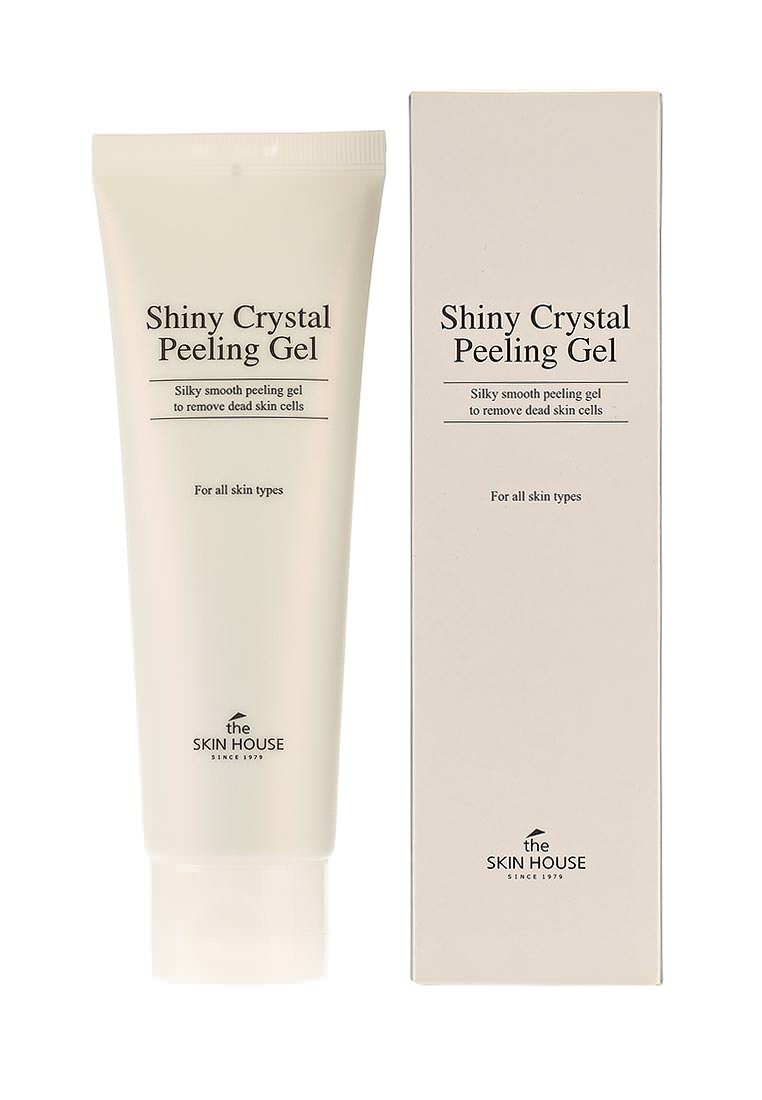 Shiny Crystal
Peeling Gel
Silky smooth peeling gel
to remove dead skin cells
For all skin types
the
SKIN HOUSE
SINCE 1979
Shiny Crystal
Peeling Gel
Silky smooth peeling gel
to remove dead skin cells
For all skin types
the
SKIN HOUSE
SINCE 1979